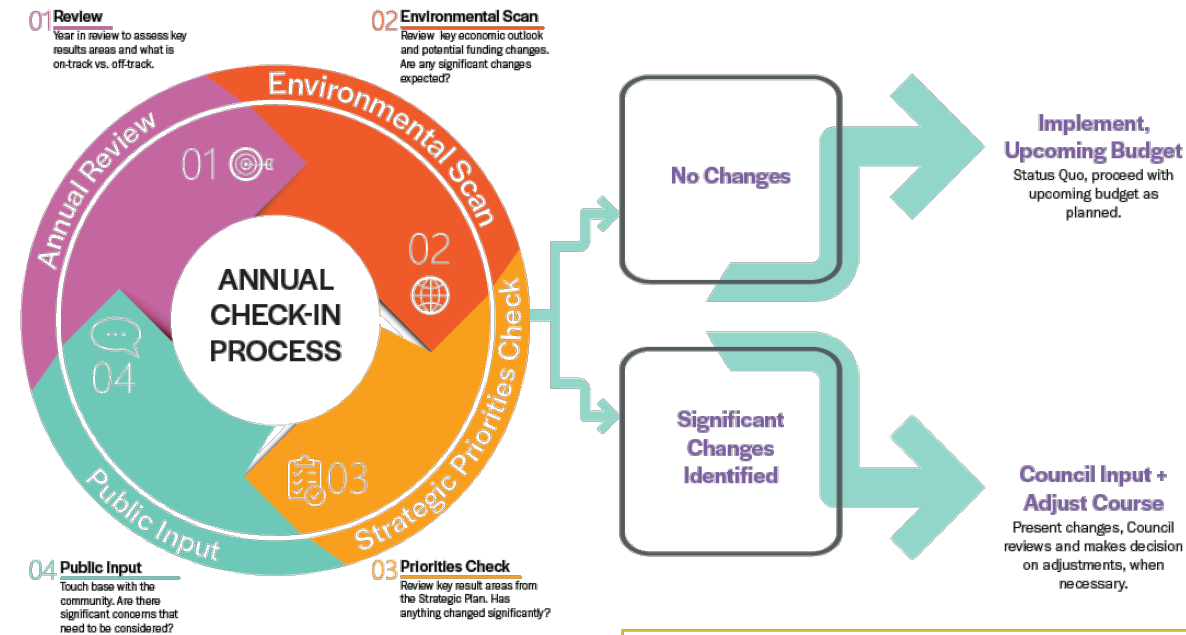 01 Review
Year in review to assess key
results areas and what is
on-track vs. off-track.
02 Environmental Scan
Review key economic outlook
and potential funding changes.
Are any significant changes
expected?
Annual Review
Environmental Scan
Strategic Priorities Check
Public Input
01
02
03
04
ANNUAL
CHECK-IN
PROCESS
04 Public Input
Touch base with the
community. Are there
significant concerns that
need to be considered?
03 Priorities Check
Review key result areas from
the Strategic Plan. Has
anything changed significantly?
No Changes
Implement,
Upcoming Budget
Status Quo, proceed with
upcoming budget as
planned.
Significant
Changes
Identified
Council Input +
Adjust Course
Present changes, Council
reviews and makes decision
on adjustments, when
necessary.